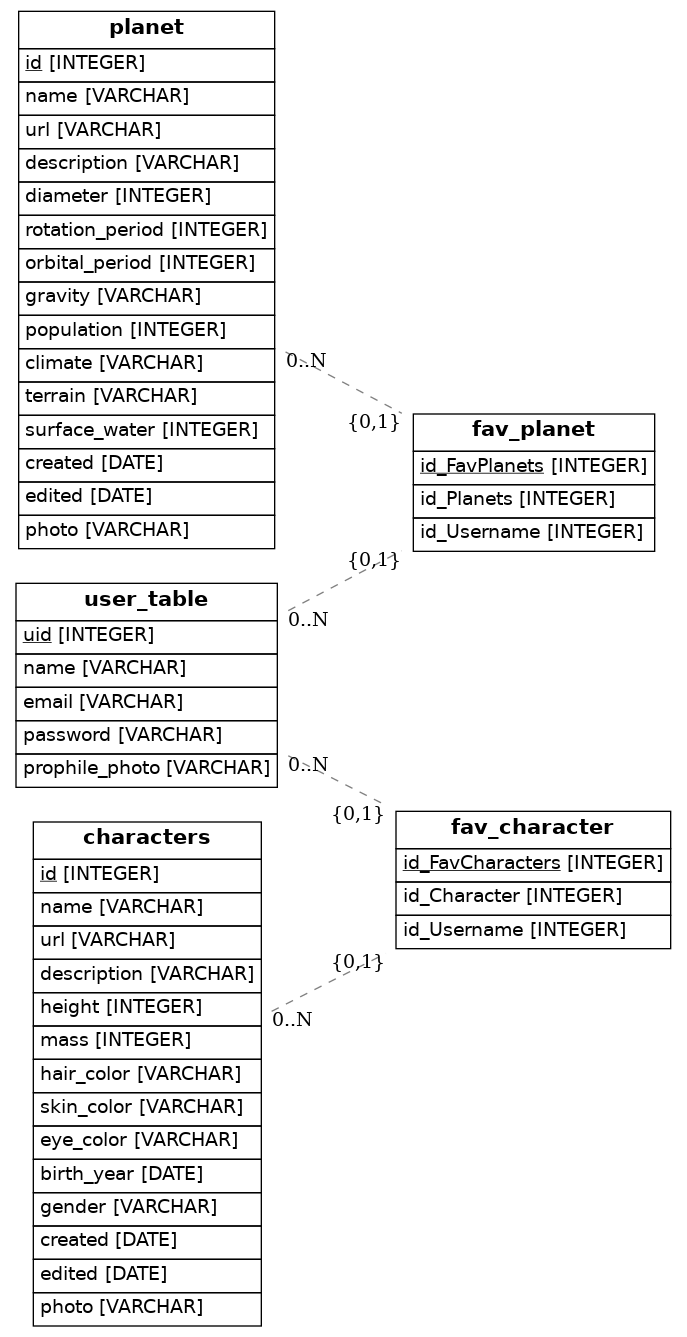 planet
id [INTEGER]
name [VARCHAR]
url [VARCHAR]
description [VARCHAR]
diameter [INTEGER]
rotation_period [INTEGER]
orbital_period [INTEGER]
gravity [VARCHAR]
population [INTEGER]
climate [VARCHAR]
terrain [VARCHAR]
surface_water [INTEGER]
created [DATE]
edited [DATE]
photo [VARCHAR]
0..N
{0,1}
fav_planet
id_FavPlanets [INTEGER]
id_Planets [INTEGER]
id_Username [INTEGER]
{0,1}
0..N
user_table
uid [INTEGER]
name [VARCHAR]
email [VARCHAR]
password [VARCHAR]
prophile_photo [VARCHAR]
0..N
{0,1}
fav_character
id_FavCharacters [INTEGER]
id_Character [INTEGER]
id_Username [INTEGER]
{0,1}
0..N
characters
id [INTEGER]
name [VARCHAR]
url [VARCHAR]
description [VARCHAR]
height [INTEGER]
mass [INTEGER]
hair_color [VARCHAR]
skin_color [VARCHAR]
eye_color [VARCHAR]
birth_year [DATE]
gender [VARCHAR]
created [DATE]
edited [DATE]
photo [VARCHAR]